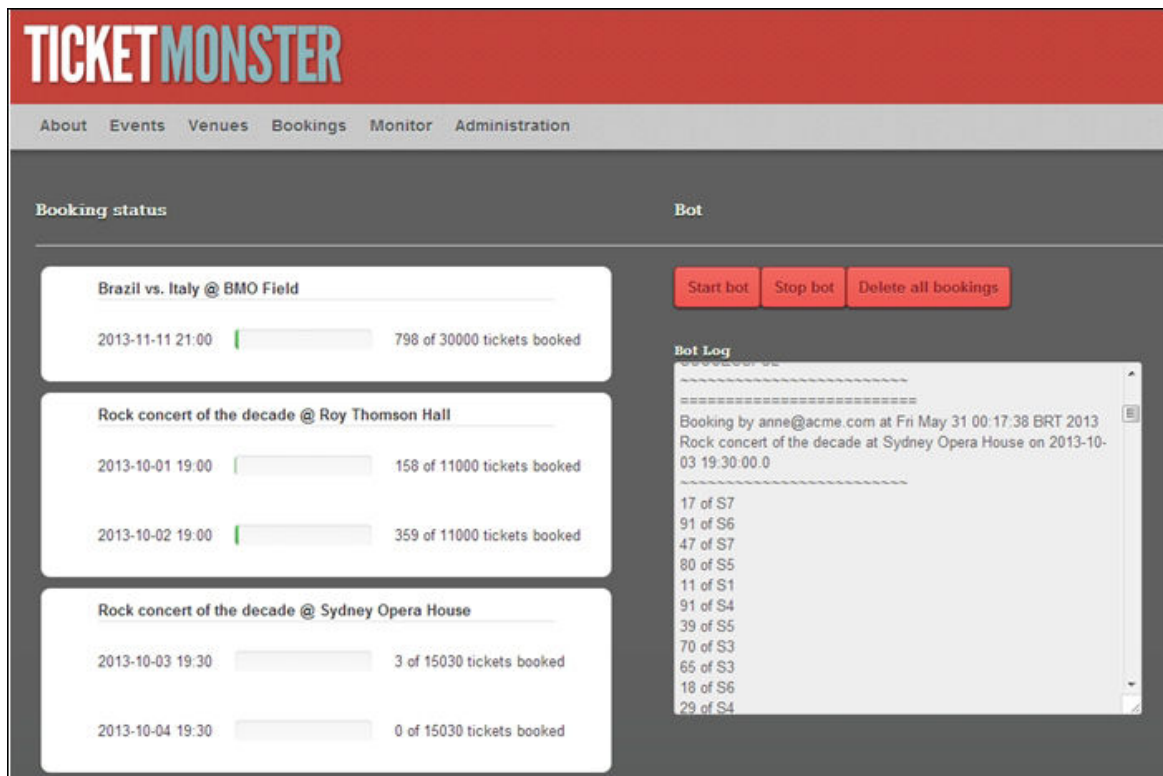 TICKETMONSTER
About Events Venues Bookings Monitor Administration
Booking status
Brazil vs. Italy @ BMO Field
2013-11-11 21:00 798 of 30000 tickets booked
Rock concert of the decade @ Roy Thomson Hall
2013-10-01 19:00 158 of 11000 tickets booked
2013-10-02 19:00 359 of 11000 tickets booked
Rock concert of the decade @ Sydney Opera House
2013-10-03 19:30 3 of 15030 tickets booked
2013-10-04 19:30 0 of 15030 tickets booked
Bot
Start bot Stop bot Delete all bookings
Bot Log
~~~~~~~~~~~~~~~~~~~~~~~~~~
==========================
Booking by anne@acme.com at Fri May 31 00:17:38 BRT 2013
Rock concert of the decade at Sydney Opera House on 2013-10-
03 19:30:00.0
~~~~~~~~~~~~~~~~~~~~~~~~~~
17 of S7
91 of S6
47 of S7
80 of S5
11 of S1
91 of S4
39 of S5
70 of S3
65 of S3
18 of S6
29 of S4